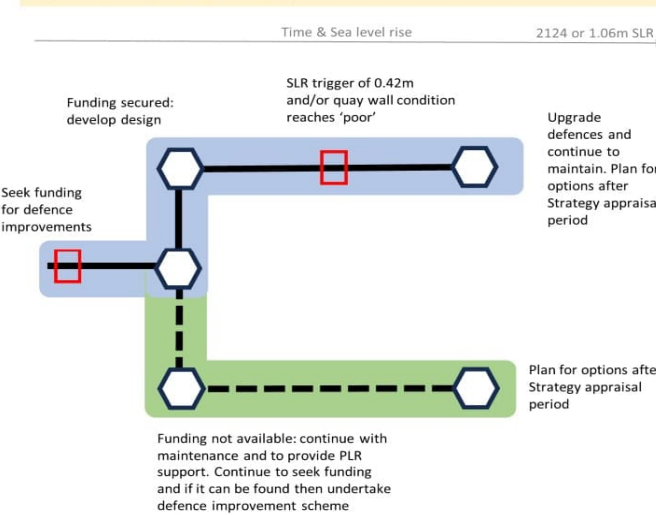 Time & Sea level rise
2124 or 1.06m SLR
SLR trigger of 0.42m
and/or quay wall condition
reaches ‘poor’
Funding secured:
develop design
Upgrade
defences and
continue to
maintain. Plan for
options after
Strategy appraisa
period
Seek funding
for defence
improvements
Plan for options afte
Strategy appraisal
period
Funding not available: continue with
maintenance and to provide PLR
support. Continue to seek funding
and if it can be found then undertake
defence improvement scheme